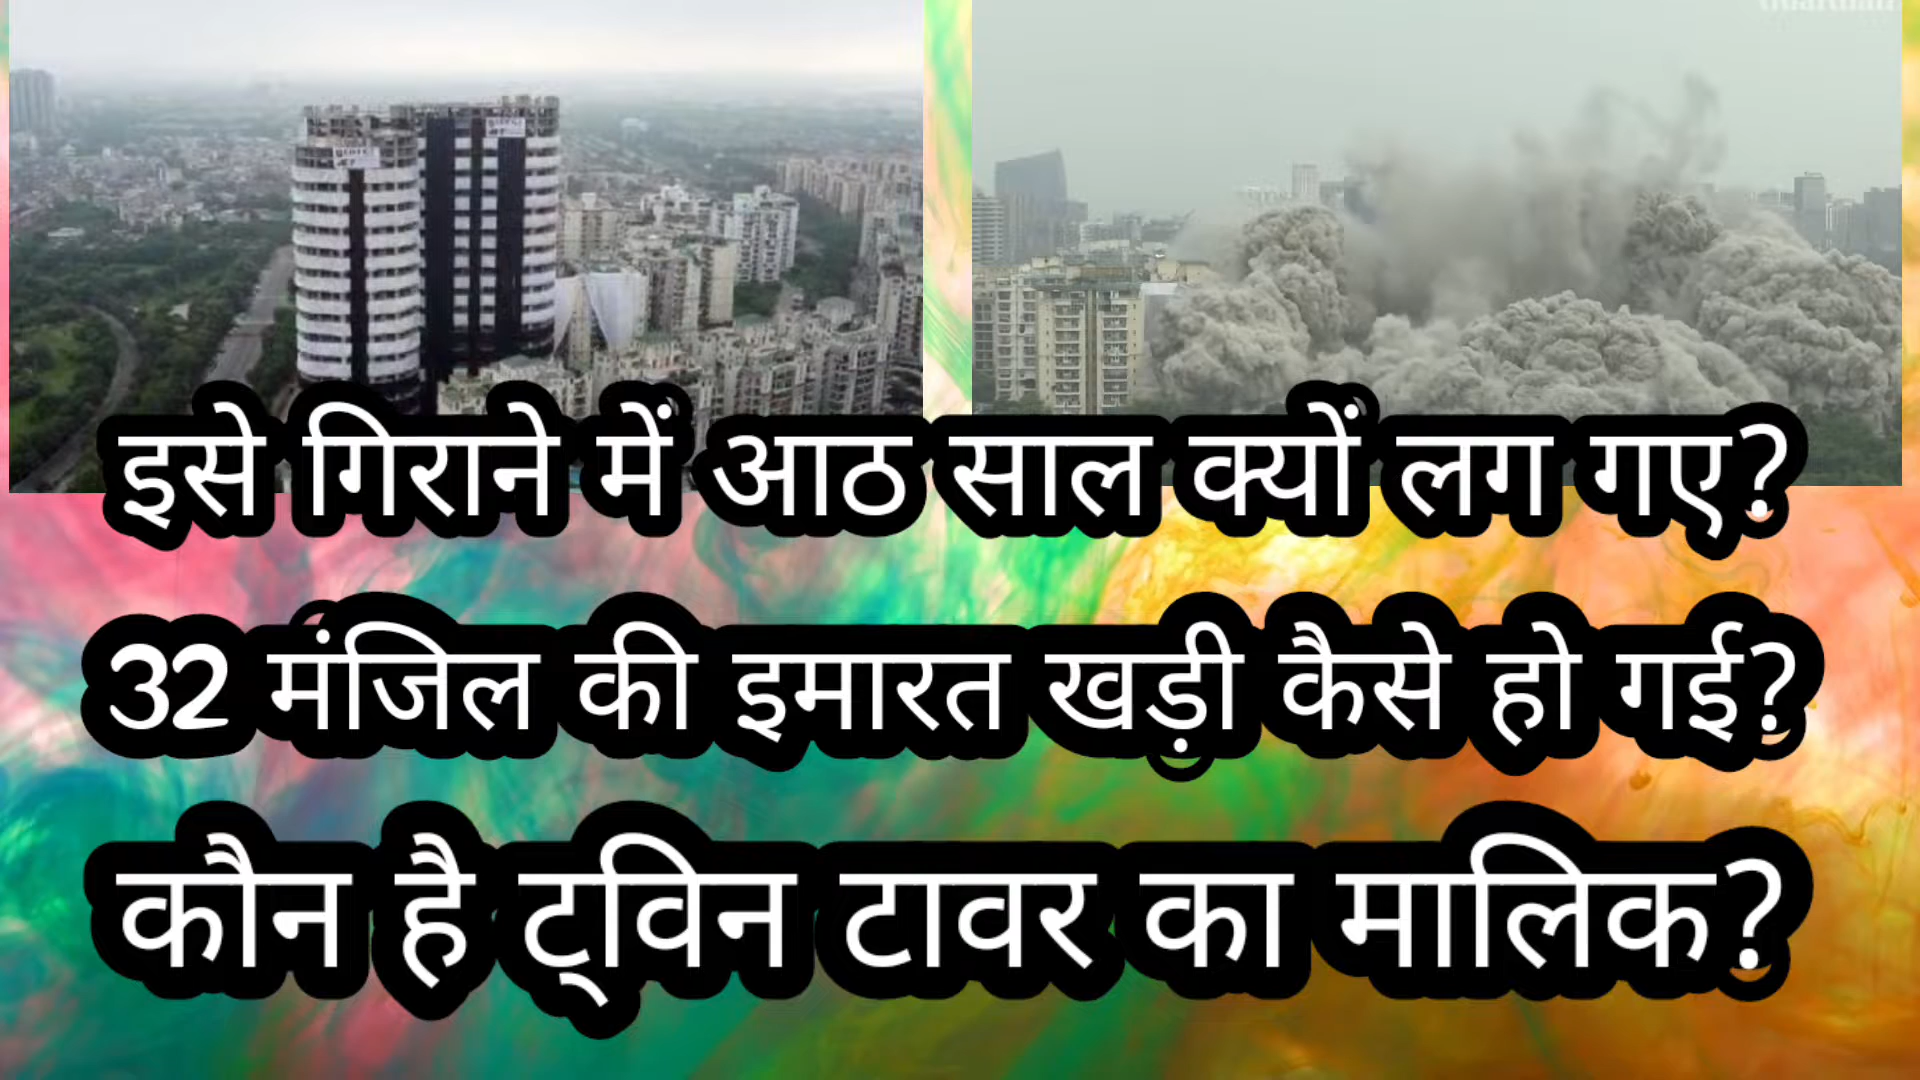 इसे गिराने में आठ साल क्यों लग गए?
32 मंजिल की इमारत खड़ी कैसे हो गई?
कौन है ट्विन टावर का मालिक?